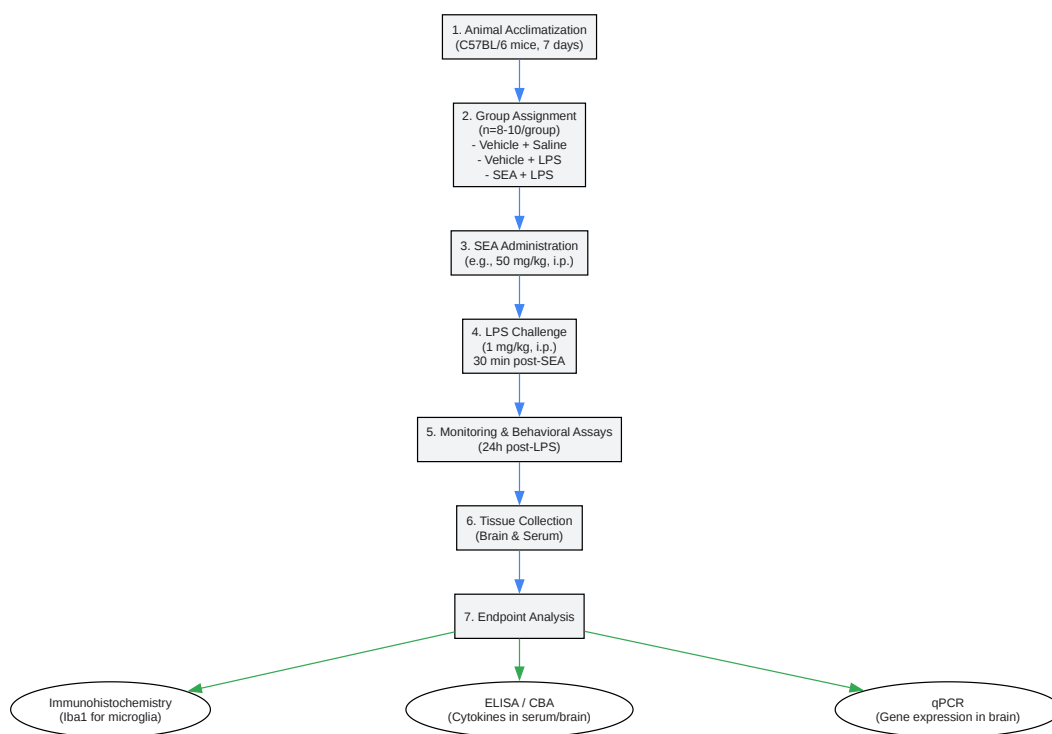 1. Animal Acclimatization
(C57BL/6 mice, 7 days)
2. Group Assignment
(n=8-10/group)
- Vehicle + Saline
- Vehicle + LPS
- SEA + LPS
3. SEA Administration
(e.g., 50 mg/kg, i.p.)
4. LPS Challenge
(1 mg/kg, i.p.)
30 min post-SEA
5. Monitoring & Behavioral Assays
(24h post-LPS)
6. Tissue Collection
(Brain & Serum)
7. Endpoint Analysis
Immunohistochemistry
(Iba1 for microglia)
ELISA / CBA
(Cytokines in serum/brain)
qPCR
(Gene expression in brain)